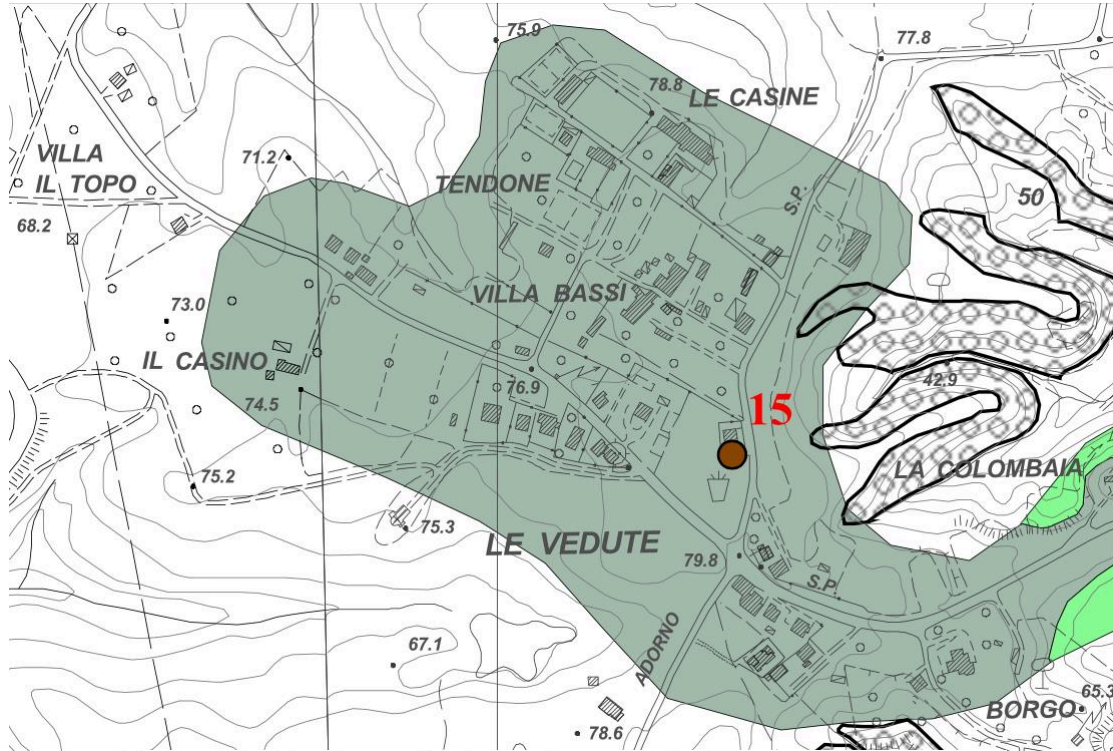 75.9
77.8
78.8
LE CASINE
VILLA
IL TOPO
71.2
TENDONE
S.P.
50
68.2
VILLA BASSI
73.0
IL CASINO
76.9
42.9
74.5
15
75.2
LA COLOMBAIA
75.3
LE VEDUTE
79.8
S.P.
ADORNO
67.1
65.3
BORGO
78.6